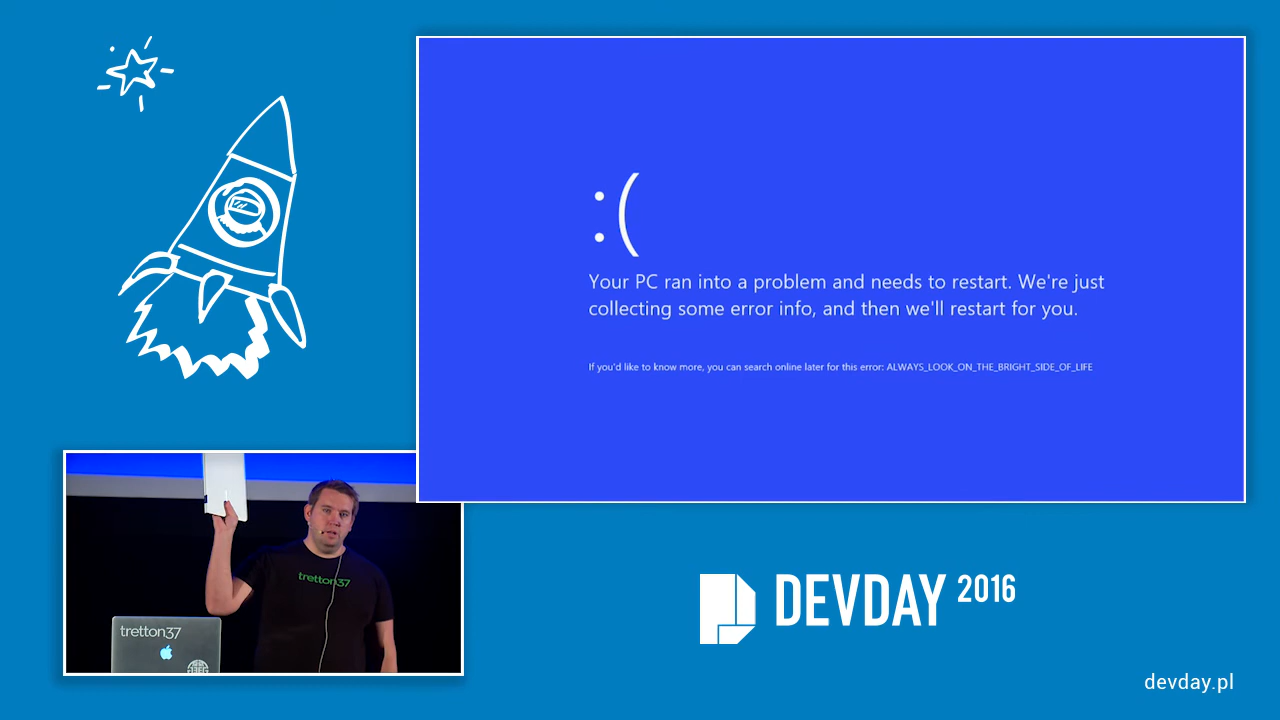 :(
Your PC ran into a problem and needs to restart. We're just
collecting some error info, and then we'll restart for you.
If you'd like to know more, you can search online later for this error: ALWAYS_LOOK_ON_THE_BRIGHT_SIDE_OF_LIFE
tretton37
tretton37
DEVDAY 2016
devday.pl